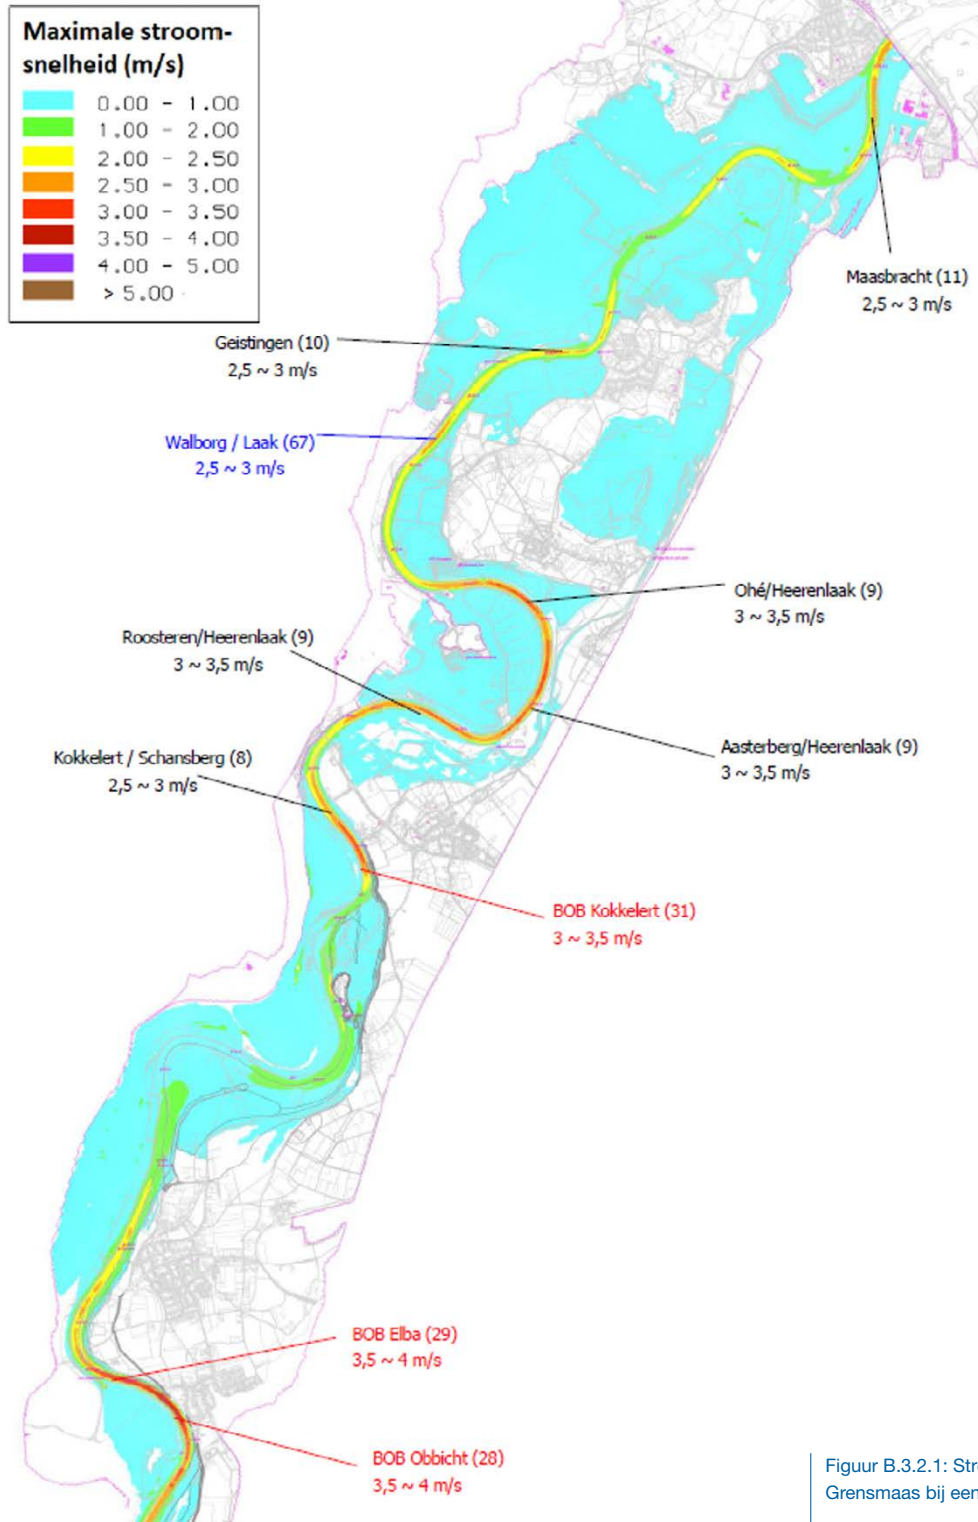 Maximale stroom-
snelheid (m/s)
0.00 - 1.00
1.00 - 2.00
2.00 - 2.50
2.50 - 3.00
3.00 - 3.50
3.50 - 4.00
4.00 - 5.00
> 5.00
Maasbracht (11)
2,5 ~ 3 m/s
Geistingen (10)
2,5 ~ 3 m/s
Walborg / Laak (67)
2,5 ~ 3 m/s
Ohé/Heerenlaak (9)
3 ~ 3,5 m/s
Roosteren/Heerenlaak (9)
3 ~ 3,5 m/s
Aasterberg/Heerenlaak (9)
3 ~ 3,5 m/s
Kokkelert / Schansberg (8)
2,5 ~ 3 m/s
BOB Kokkelert (31)
3 ~ 3,5 m/s
BOB Elba (29)
3,5 ~ 4 m/s
BOB Obbicht (28)
3,5 ~ 4 m/s
Figuur B.3.2.1: Str
Grensmaas bij een